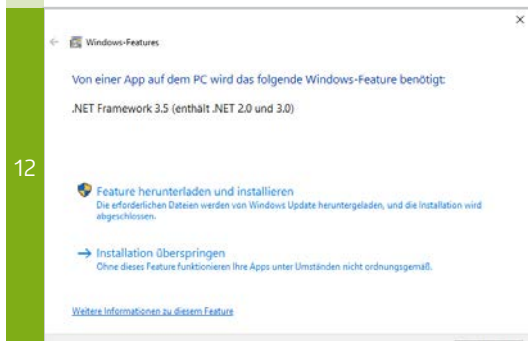 Windows-Features
Von einer App auf dem PC wird das folgende Windows-Feature benötigt:
.NET Framework 3.5 (enthält .NET 2.0 und 3.0)
12
Feature herunterladen und installieren
Die erforderlichen Dateien werden von Windows Update heruntergeladen, und die Installation wird
abgeschlossen.
Installation überspringen
Ohne dieses Feature funktionieren Ihre Apps unter Umständen nicht ordnungsgemäß.
Weitere Informationen zu diesem Feature